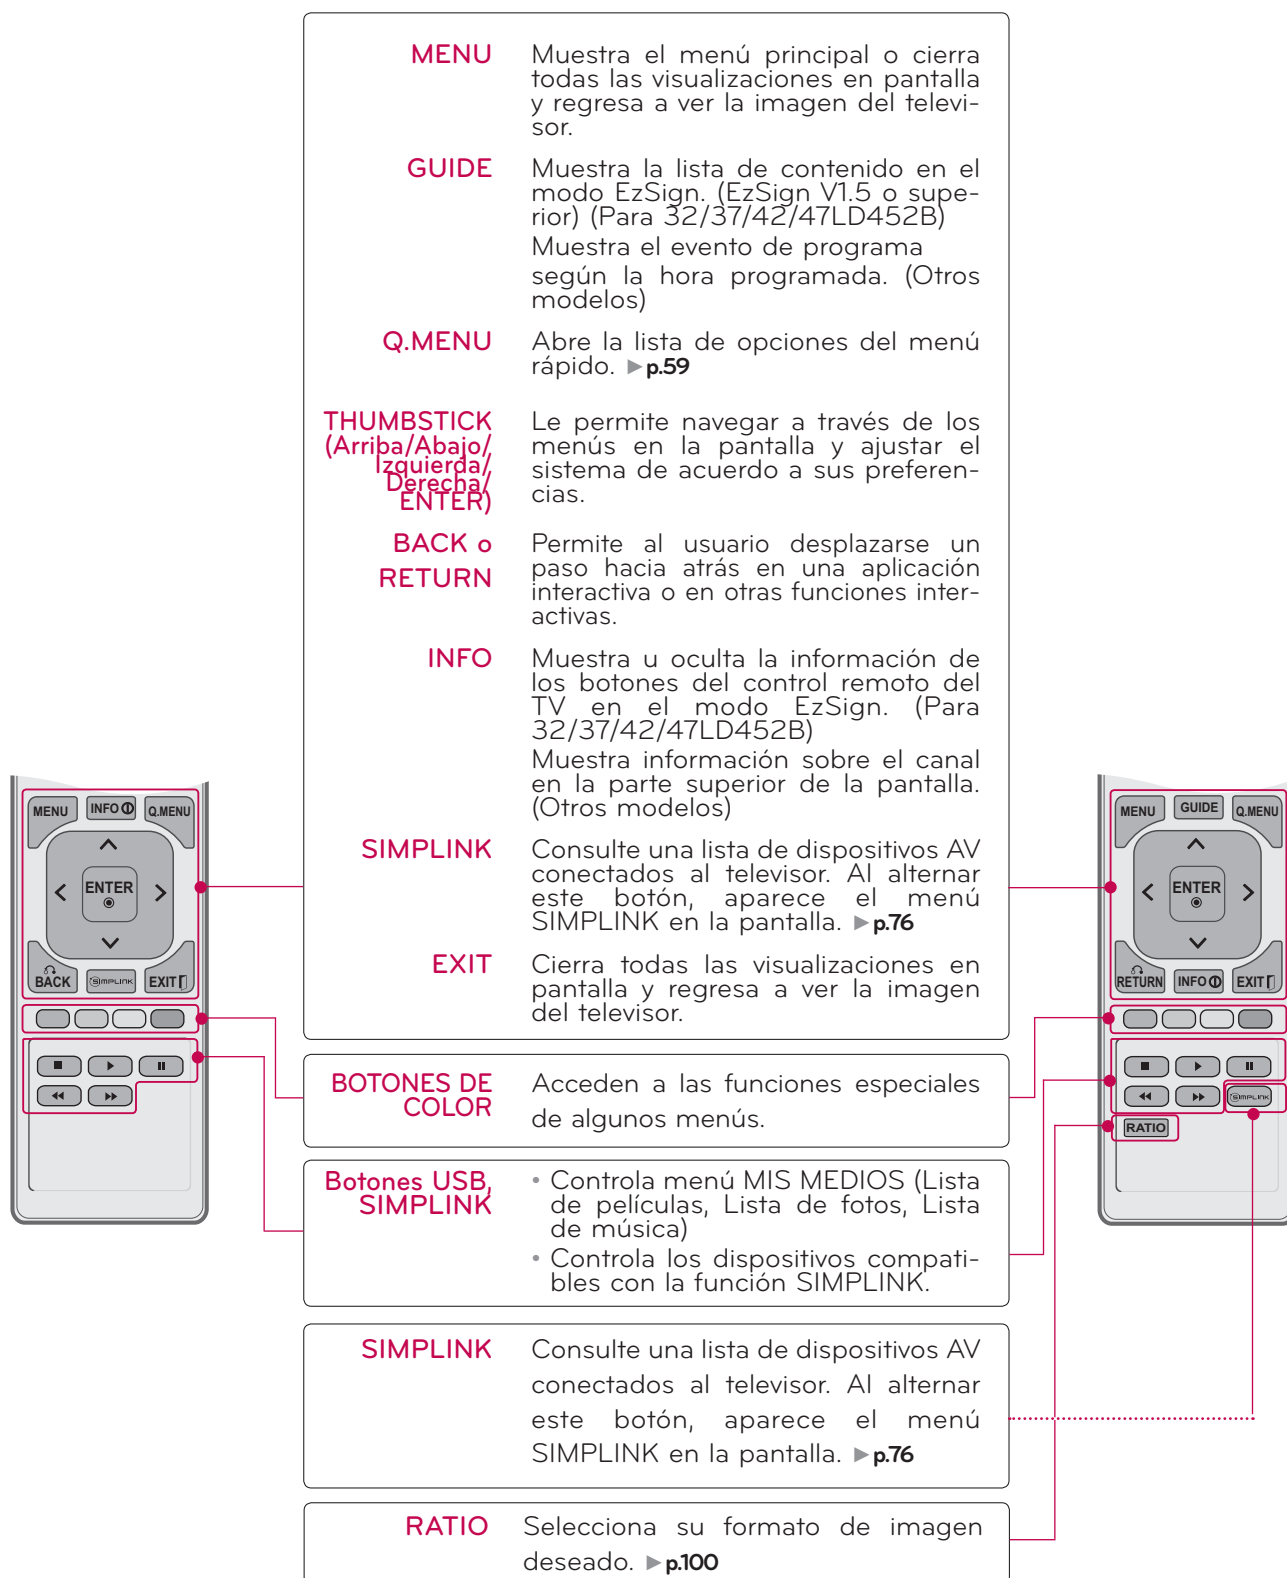 MENU Muestra el menú principal o cierra
todas las visualizaciones en pantalla
y regresa a ver la imagen del televi-
sor.
GUIDE Muestra la lista de contenido en el
modo EzSign. (EzSign V1.5 o supe-
rior) (Para 32/37/42/47LD452B)
Muestra el evento de programa
según la hora programada. (Otros
modelos)
Q.MENU Abre la lista de opciones del menú
rápido. ►p.59
THUMBSTICK Le permite navegar a través de los
(Arriba/Abajo/ menús en la pantalla y ajustar el
Izquierda/ sistema de acuerdo a sus preferen-
Derecha/ cias.
ENTER)
BACK o Permite al usuario desplazarse un
RETURN paso hacia atrás en una aplicación
interactiva o en otras funciones inter-
activas.
INFO Muestra u oculta la información de
los botones del control remoto del
TV en el modo EzSign. (Para
32/37/42/47LD452B)
Muestra información sobre el canal
en la parte superior de la pantalla.
(Otros modelos)
SIMPLINK Consulte una lista de dispositivos AV
conectados al televisor. Al alternar
este botón, aparece el menú
SIMPLINK en la pantalla. ►p.76
EXIT Cierra todas las visualizaciones en
pantalla y regresa a ver la imagen
del televisor.
BOTONES DE Acceden a las funciones especiales
COLOR de algunos menús.
Botones USB, • Controla menú MIS MEDIOS (Lista
SIMPLINK de películas, Lista de fotos, Lista
de música)
• Controla los dispositivos compati-
bles con la función SIMPLINK.
SIMPLINK Consulte una lista de dispositivos AV
conectados al televisor. Al alternar
este botón, aparece el menú
SIMPLINK en la pantalla. ►p.76
RATIO Selecciona su formato de imagen
deseado. ►p.100
MENU INFO Q.MENU
ENTER
BACK SIMPLINK EXIT
MENU GUIDE Q.MENU
ENTER
RETURN INFO EXIT
SIMPLINK
RATIO